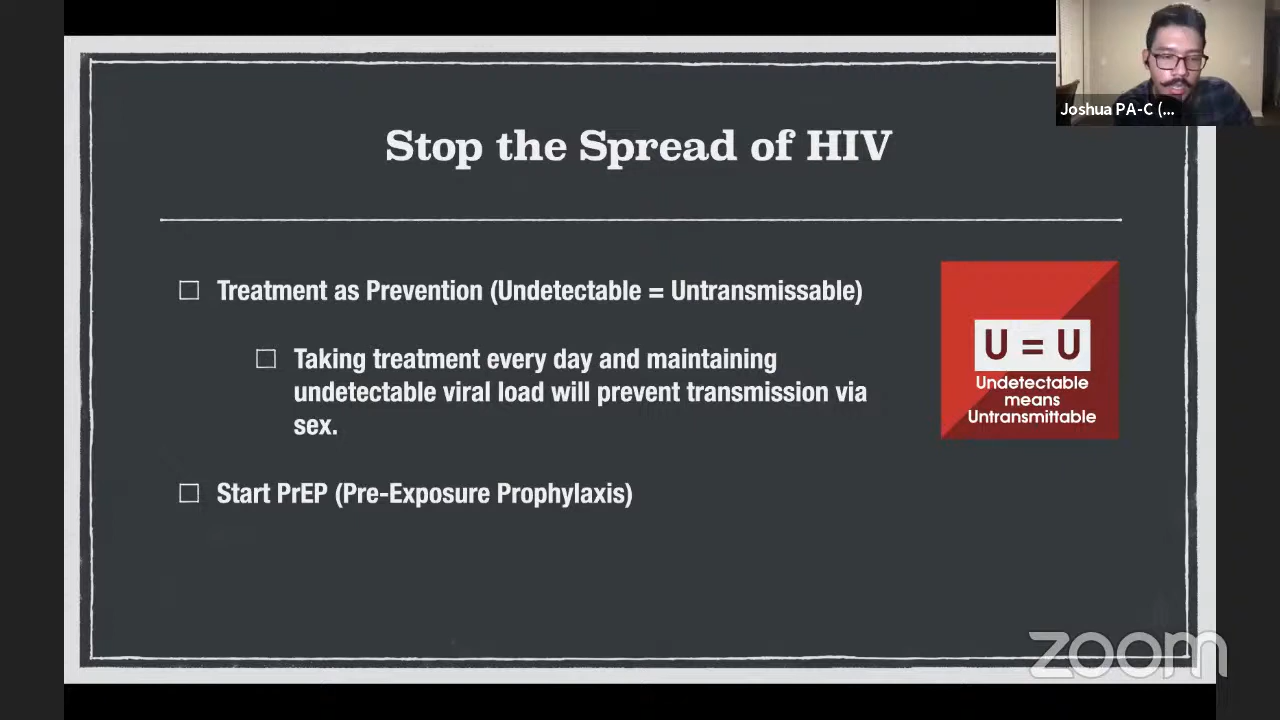 Stop the Spread of HIV
Treatment as Prevention (Undetectable = Untransmissable)
Taking treatment every day and maintaining
undetectable viral load will prevent transmission via
sex.
Start PrEP (Pre-Exposure Prophylaxis)
U = U
Undetectable
means
Untransmittable
Joshua PA-C (...
zoom